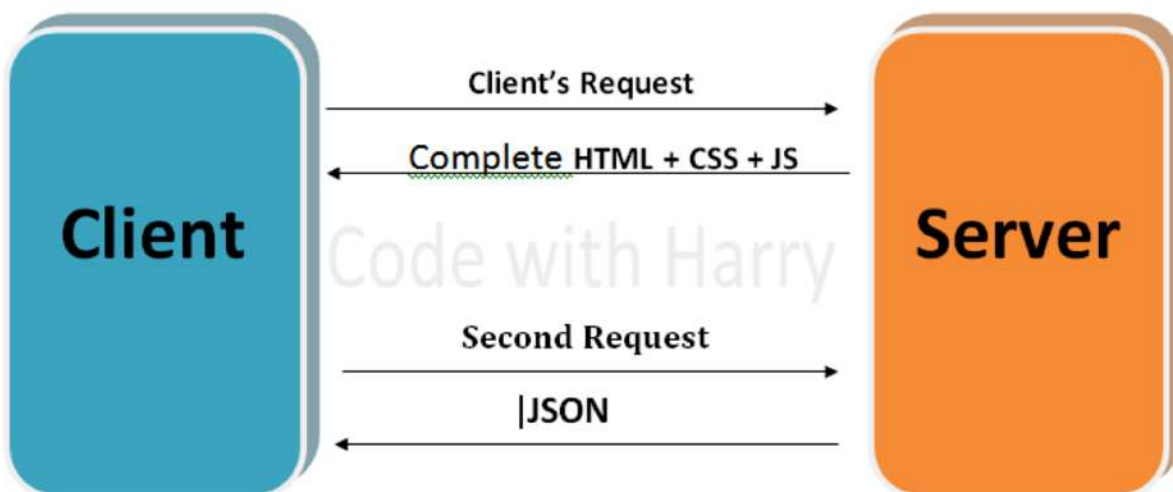 Client's Request
Complete HTML + CSS + JS
Client
Server
Code with Harry
Second Request
|JSON